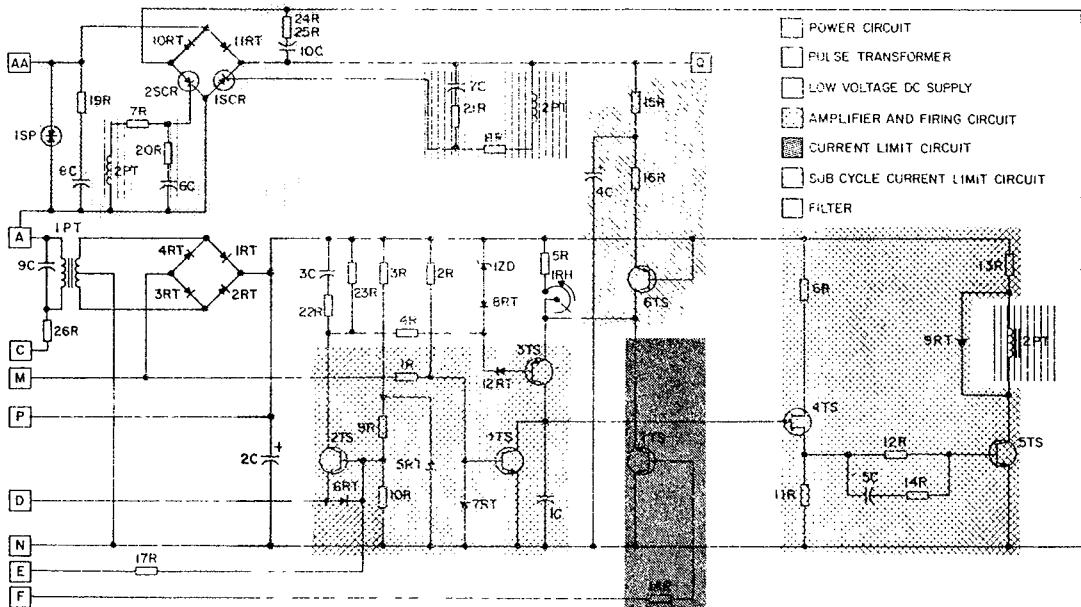 24R
25R
10C
10RT
11RT
2SCR
1SCR
AA
19R
7R
1SP
20R
2PT
8C
6C
7C
21R
8R
2PT
Q
15R
4C
16R
POWER CIRCUIT
PULSE TRANSFORMER
LOW VOLTAGE DC SUPPLY
AMPLIFIER AND FIRING CIRCUIT
CURRENT LIMIT CIRCUIT
SUB CYCLE CURRENT LIMIT CIRCUIT
FILTER
A
1PT
9C
4RT
1RT
3RT
2RT
26R
C
M
P
2C
D
N
E
F
17R
3C
22R
23R
3R
2R
4R
1R
1ZD
8RT
5R
1RH
3TS
12RT
6TS
2TS
9R
5RT
6RT
10R
7RT
1C
6R
4TS
11R
12R
5C
14R
5TS
13R
9RT
2PT